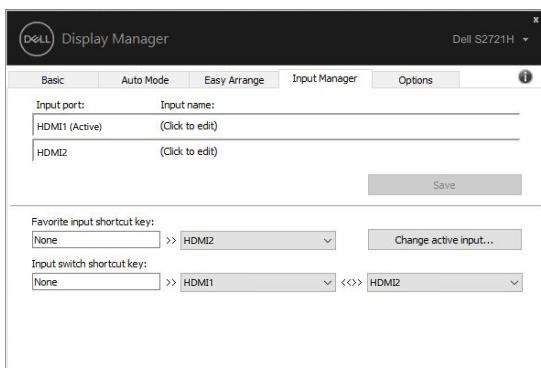 x
DELL Display Manager Dell S2721H
Basic Auto Mode Easy Arrange Input Manager Options i
Input port: Input name:
HDMI1 (Active) (Click to edit)
HDMI2 (Click to edit)
Save
Favorite input shortcut key:
None >> HDMI2 Change active input...
Input switch shortcut key:
None >> HDMI1 <<>> HDMI2